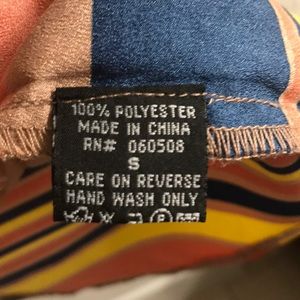 100% POLYESTER
MADE IN CHINA
RN# 060508
S
CARE ON REVERSE
HAND WASH ONLY